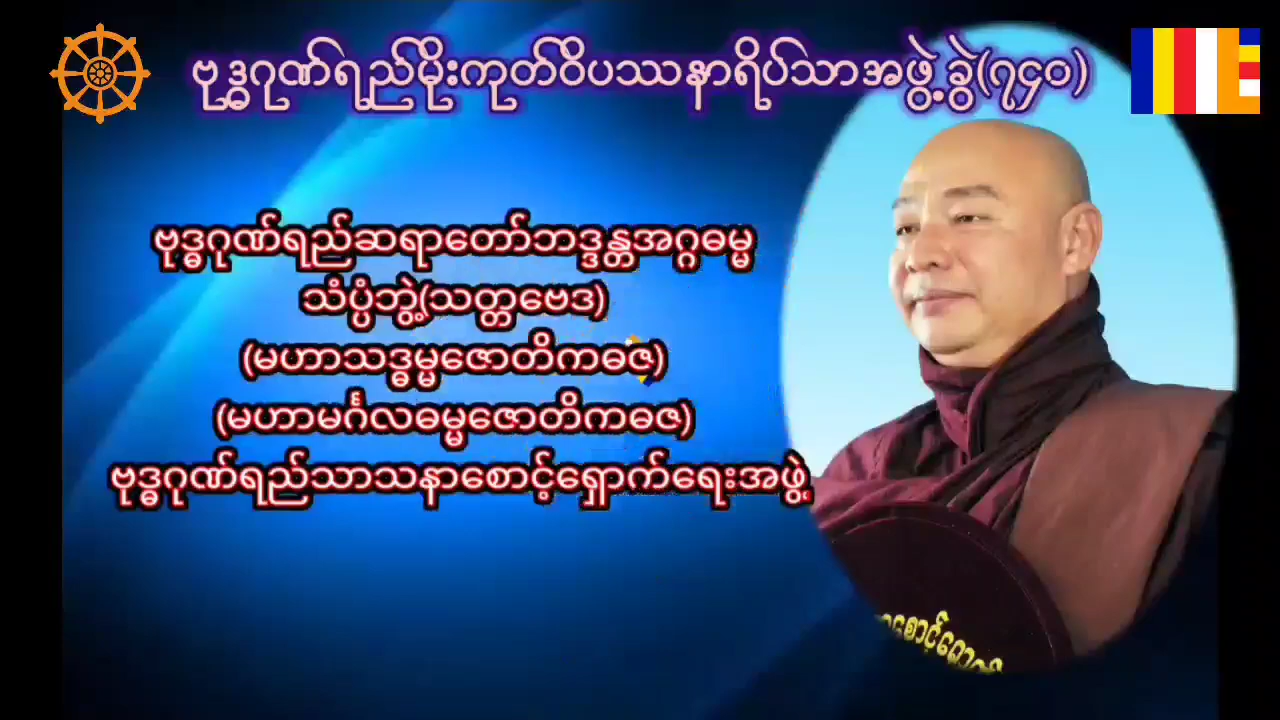 ဗုဒ္ဓဂုဏ်ရည်မိုးကုတ်ဝိပဿနာရိပ်သာအဖွဲ့ခွဲ(၇၄၀)
ဗုဒ္ဓဂုဏ်ရည်ဆရာတော်ဘဒ္ဒန္တအဂ္ဂဓမ္မ
သံပ္ပံဘွဲ့(သတ္တဗေဒ)
(မဟာသဒ္ဓမ္မဇောတိကဓဇ)
(မဟာမင်္ဂလဓမ္မဇောတိကဓဇ)
ဗုဒ္ဓဂုဏ်ရည်သာသနာစောင့်ရှောက်ရေးအဖွဲ့